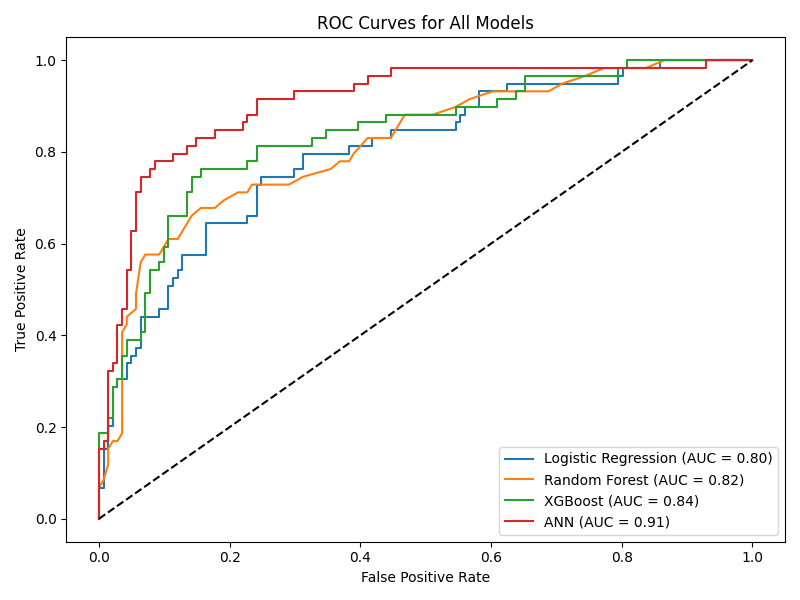 ROC Curves for All Models
True Positive Rate
1.0
0.8
0.6
0.4
0.2
0.0
0.0 0.2 0.4 0.6 0.8 1.0
False Positive Rate
Logistic Regression (AUC = 0.80)
Random Forest (AUC = 0.82)
XGBoost (AUC = 0.84)
ANN (AUC = 0.91)